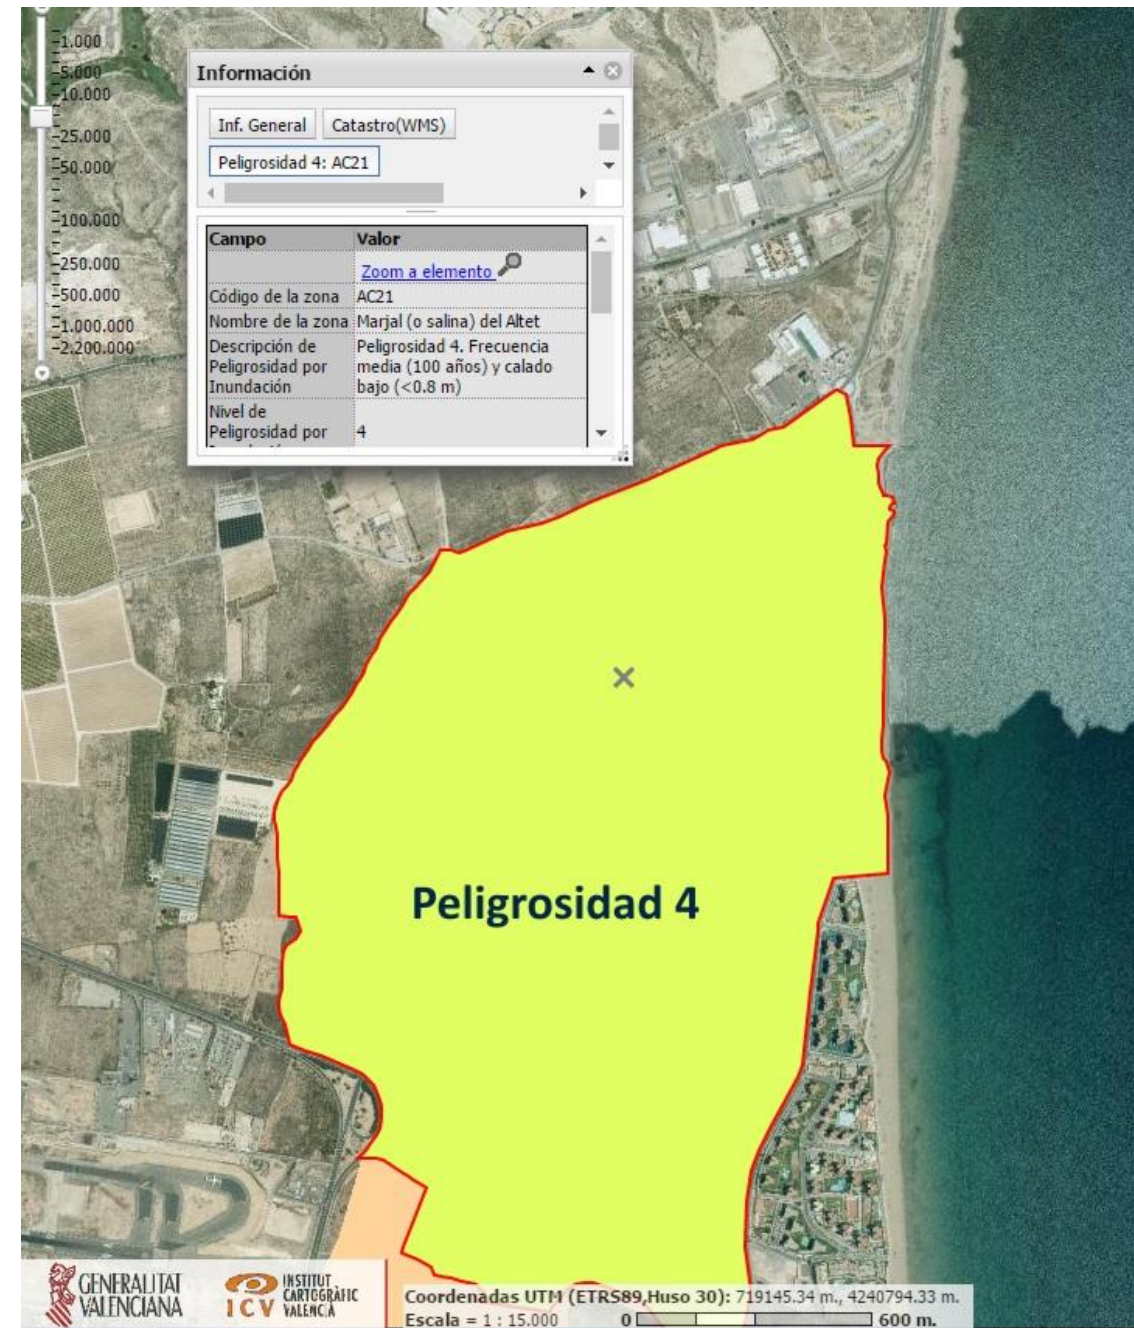 1.000
5.000
10.000
25.000
50.000
100.000
250.000
500.000
1.000.000
2.200.000
Información
Inf. General
Catastro(WMS)
Peligrosidad 4: AC21
Campo Valor
Zoom a elemento
Código de la zona AC21
Nombre de la zona Marjal (o salina) del Altet
Descripción de Peligrosidad 4. Frecuencia
Peligrosidad por media (100 años) y calado
Inundación bajo (<0.8 m)
Nivel de
Peligrosidad por 4
Peligrosidad 4
GENERALITAT
VALENCIANA
ICV
INSTITUT
CARTOGRÀFIC
VALENCIÀ
Coordenadas UTM (ETRS89,Huso 30): 719145.34 m., 4240794.33 m.
Escala = 1 : 15.000 0 600 m.